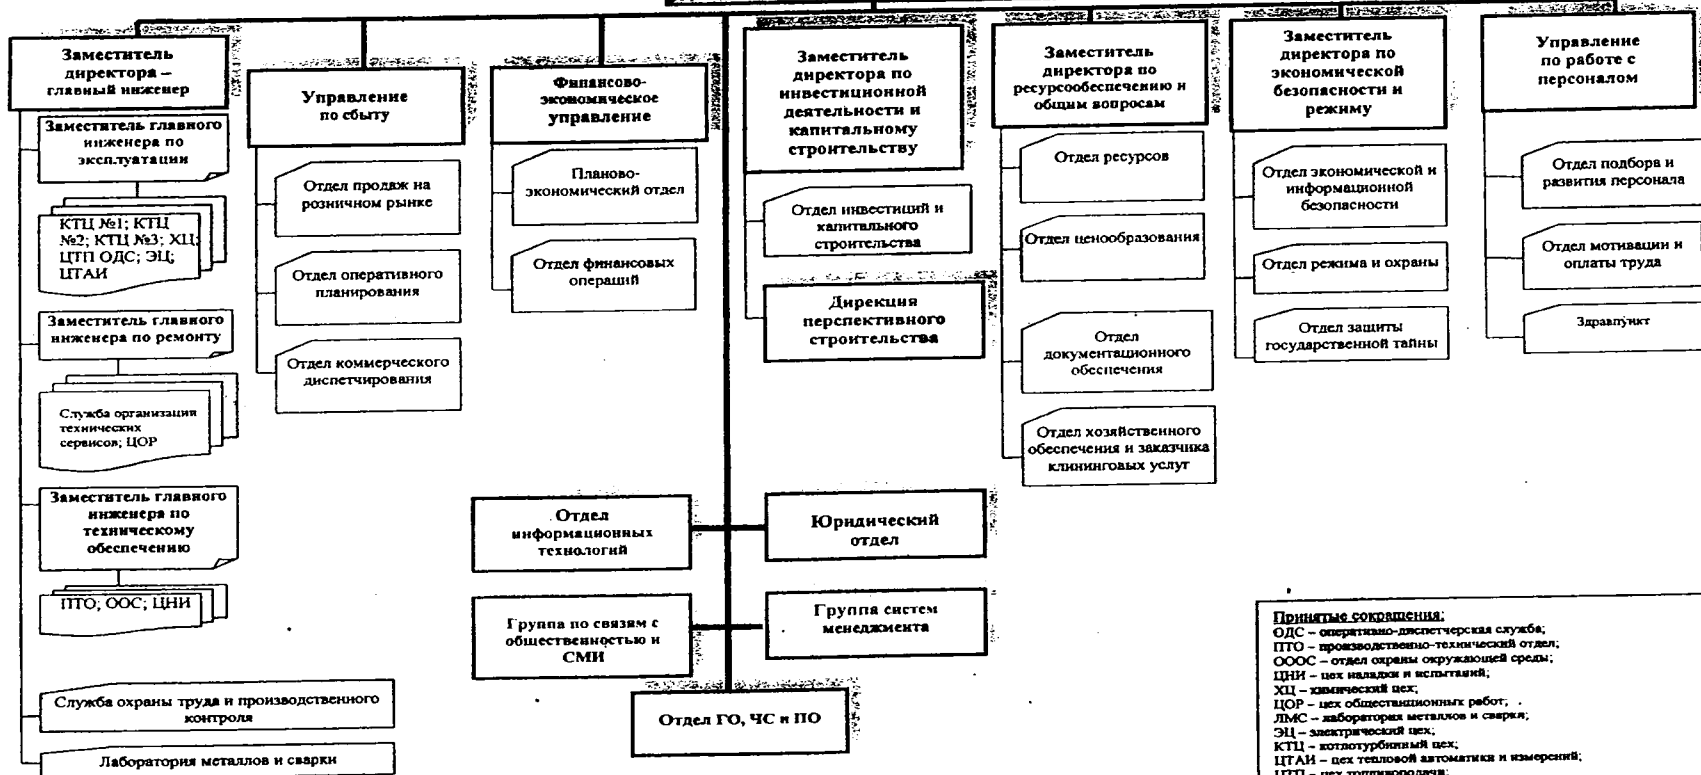 Заместитель
директора –
главный инженер
Заместитель главного
инженера по
эксплуатации
КТЦ №1; КТЦ
№2; КТЦ №3; ХЦ;
ЦТП ОДС; ЭЦ;
ЦТАИ
Заместитель главного
инженера по ремонту
Служба организации
технических
сервисов; ЦОР
Заместитель главного
инженера по
техническому
обеспечению
ПТО; ООС; ЦНИ
Служба охраны труда и производственного
контроля
Лаборатория металлов и сварки
Управление
по сбыту
Отдел продаж на
розничном рынке
Отдел оперативного
планирования
Отдел коммерческого
диспетчирования
Финансово-
экономическое
управление
Планово-
экономический отдел
Отдел финансовых
операций
Заместитель
директора по
инвестиционной
деятельности и
капитальному
строительству
Отдел инвестиций и
капитального
строительства
Дирекция
перспективного
строительства
Заместитель
директора по
ресурсообеспечению и
общим вопросам
Отдел ресурсов
Отдел ценообразования
Отдел
документационного
обеспечения
Отдел хозяйственного
обеспечения и заказчика
клининговых услуг
Заместитель
директора по
экономической
безопасности и
режиму
Отдел экономической и
информационной
безопасности
Отдел режима и охраны
Отдел защиты
государственной тайны
Управление
по работе с
персоналом
Отдел подбора и
развития персонала
Отдел мотивации и
оплаты труда
Здравпункт
Отдел
информационных
технологий
Юридический
отдел
Группа по связям с
общественностью и
СМИ
Группа систем
менеджмента
Отдел ГО, ЧС и ПО
Принятые сокращения:
ОДС – оперативно-диспетчерская служба;
ПТО – производственно-технический отдел;
ОООС – отдел охраны окружающей среды;
ЦНИ – цех наладки и испытаний;
ХЦ – химический цех;
ЦОР – цех общестанционных работ;
ЛМС – лаборатория металлов и сварки;
ЭЦ – электрический цех;
КТЦ – котлотурбинный цех;
ЦТАИ – цех тепловой автоматики и измерений;
ЦТП – цех топливоподачи;